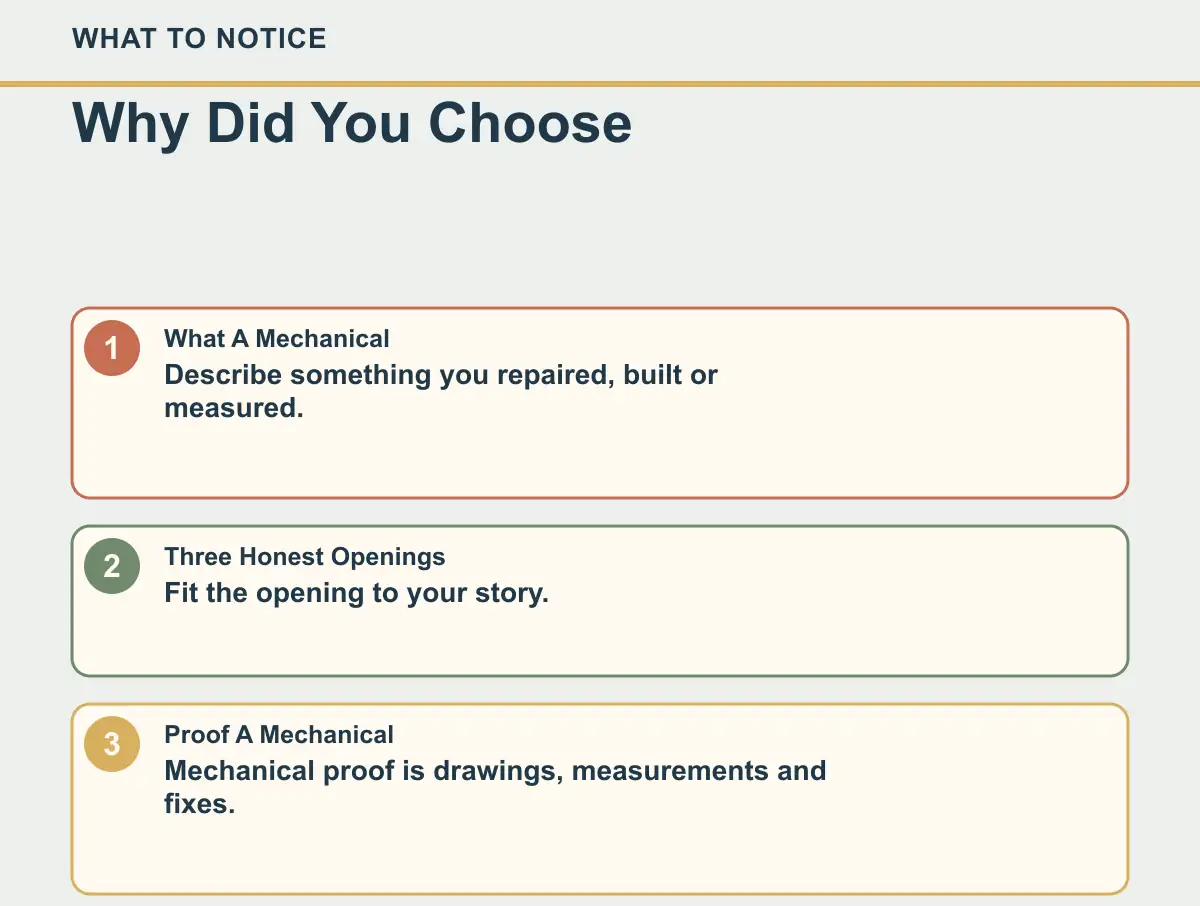 WHAT TO NOTICE
Why Did You Choose
1
What A Mechanical
Describe something you repaired, built or
measured.
2
Three Honest Openings
Fit the opening to your story.
3
Proof A Mechanical
Mechanical proof is drawings, measurements and
fixes.